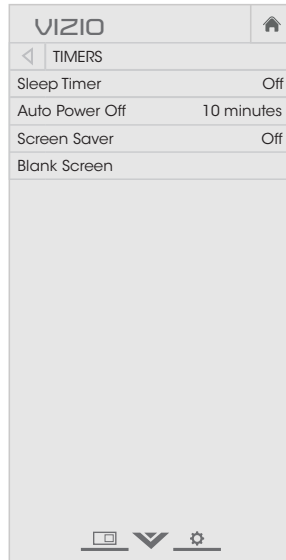 VIZIO
TIMERS
Sleep Timer Off
Auto Power Off 10 minutes
Screen Saver Off
Blank Screen